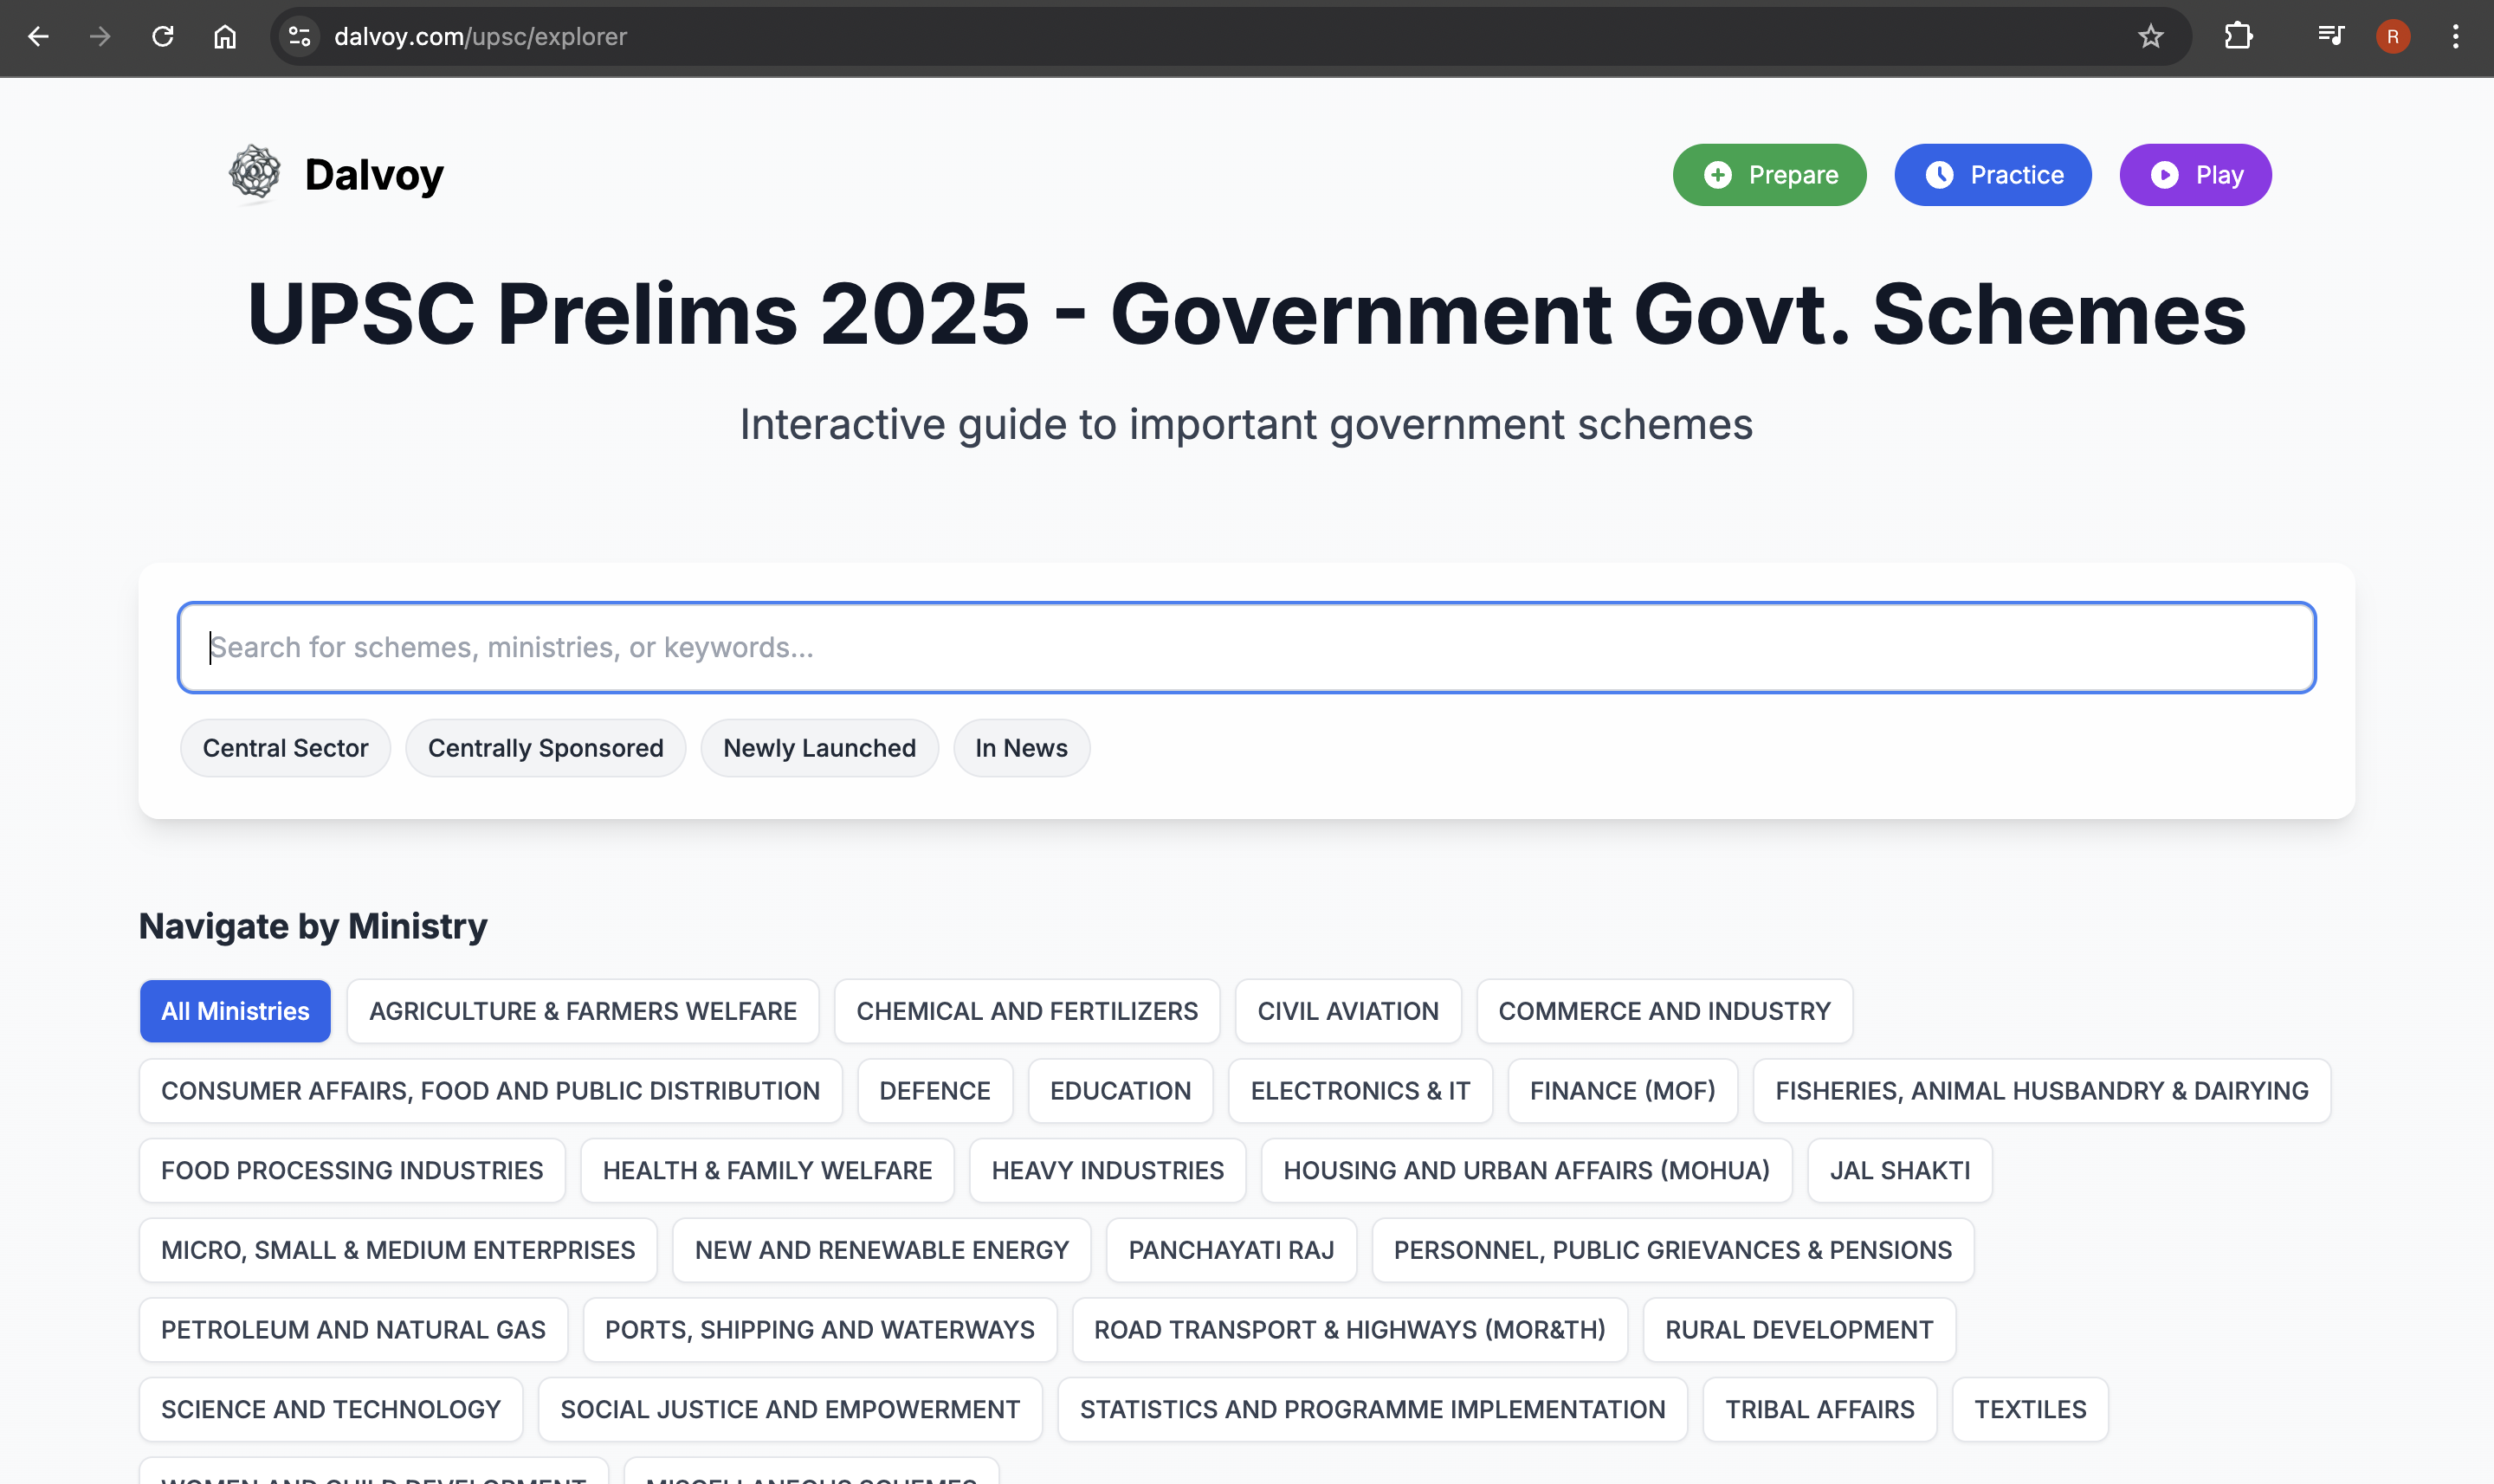 dalvoy.com/upsc/explorer
R
Dalvoy
Prepare Practice Play
UPSC Prelims 2025 - Government Govt. Schemes
Interactive guide to important government schemes
Search for schemes, ministries, or keywords...
Central Sector Centrally Sponsored Newly Launched In News
Navigate by Ministry
All Ministries AGRICULTURE & FARMERS WELFARE CHEMICAL AND FERTILIZERS CIVIL AVIATION COMMERCE AND INDUSTRY
CONSUMER AFFAIRS, FOOD AND PUBLIC DISTRIBUTION DEFENCE EDUCATION ELECTRONICS & IT FINANCE (MOF) FISHERIES, ANIMAL HUSBANDRY & DAIRYING
FOOD PROCESSING INDUSTRIES HEALTH & FAMILY WELFARE HEAVY INDUSTRIES HOUSING AND URBAN AFFAIRS (MOHUA) JAL SHAKTI
MICRO, SMALL & MEDIUM ENTERPRISES NEW AND RENEWABLE ENERGY PANCHAYATI RAJ PERSONNEL, PUBLIC GRIEVANCES & PENSIONS
PETROLEUM AND NATURAL GAS PORTS, SHIPPING AND WATERWAYS ROAD TRANSPORT & HIGHWAYS (MOR&TH) RURAL DEVELOPMENT
SCIENCE AND TECHNOLOGY SOCIAL JUSTICE AND EMPOWERMENT STATISTICS AND PROGRAMME IMPLEMENTATION TRIBAL AFFAIRS TEXTILES
WOMEN AND CHILD DEVELOPMENT MISCELLANEOUS SCHEMES